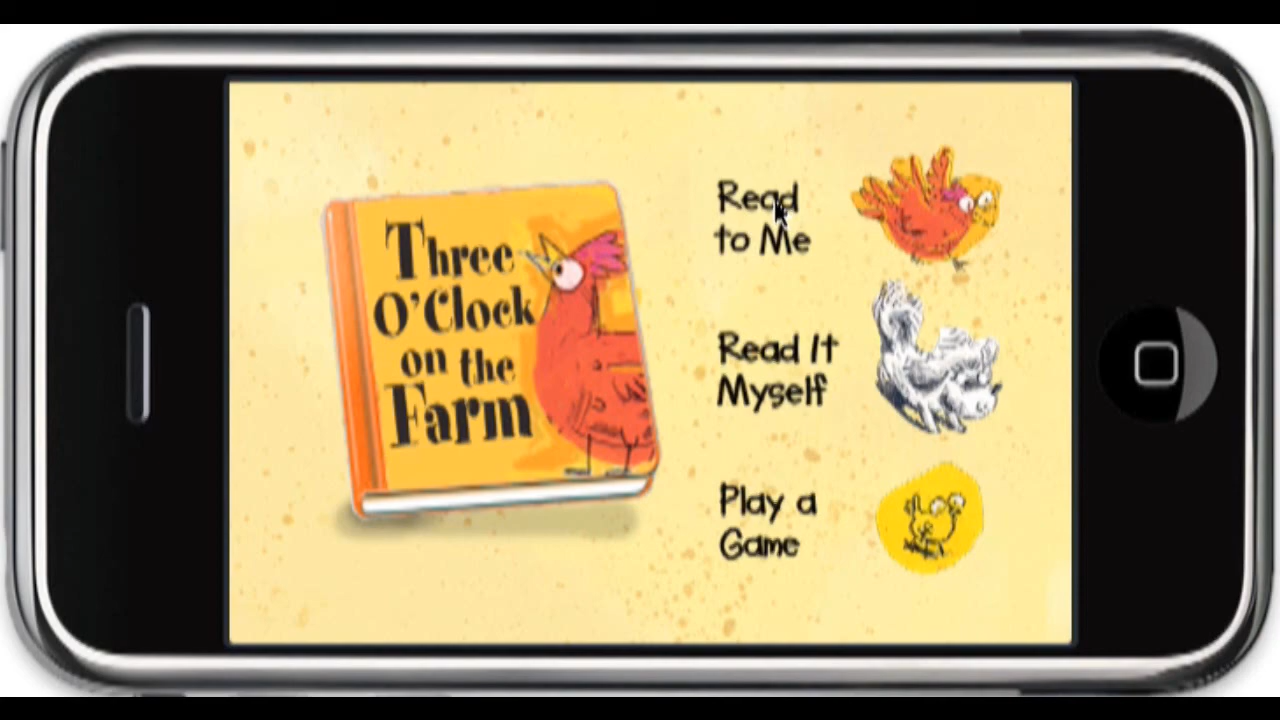 Three
O'Clock
on the
Farm
Read
to Me
Read It
Myself
Play a
Game